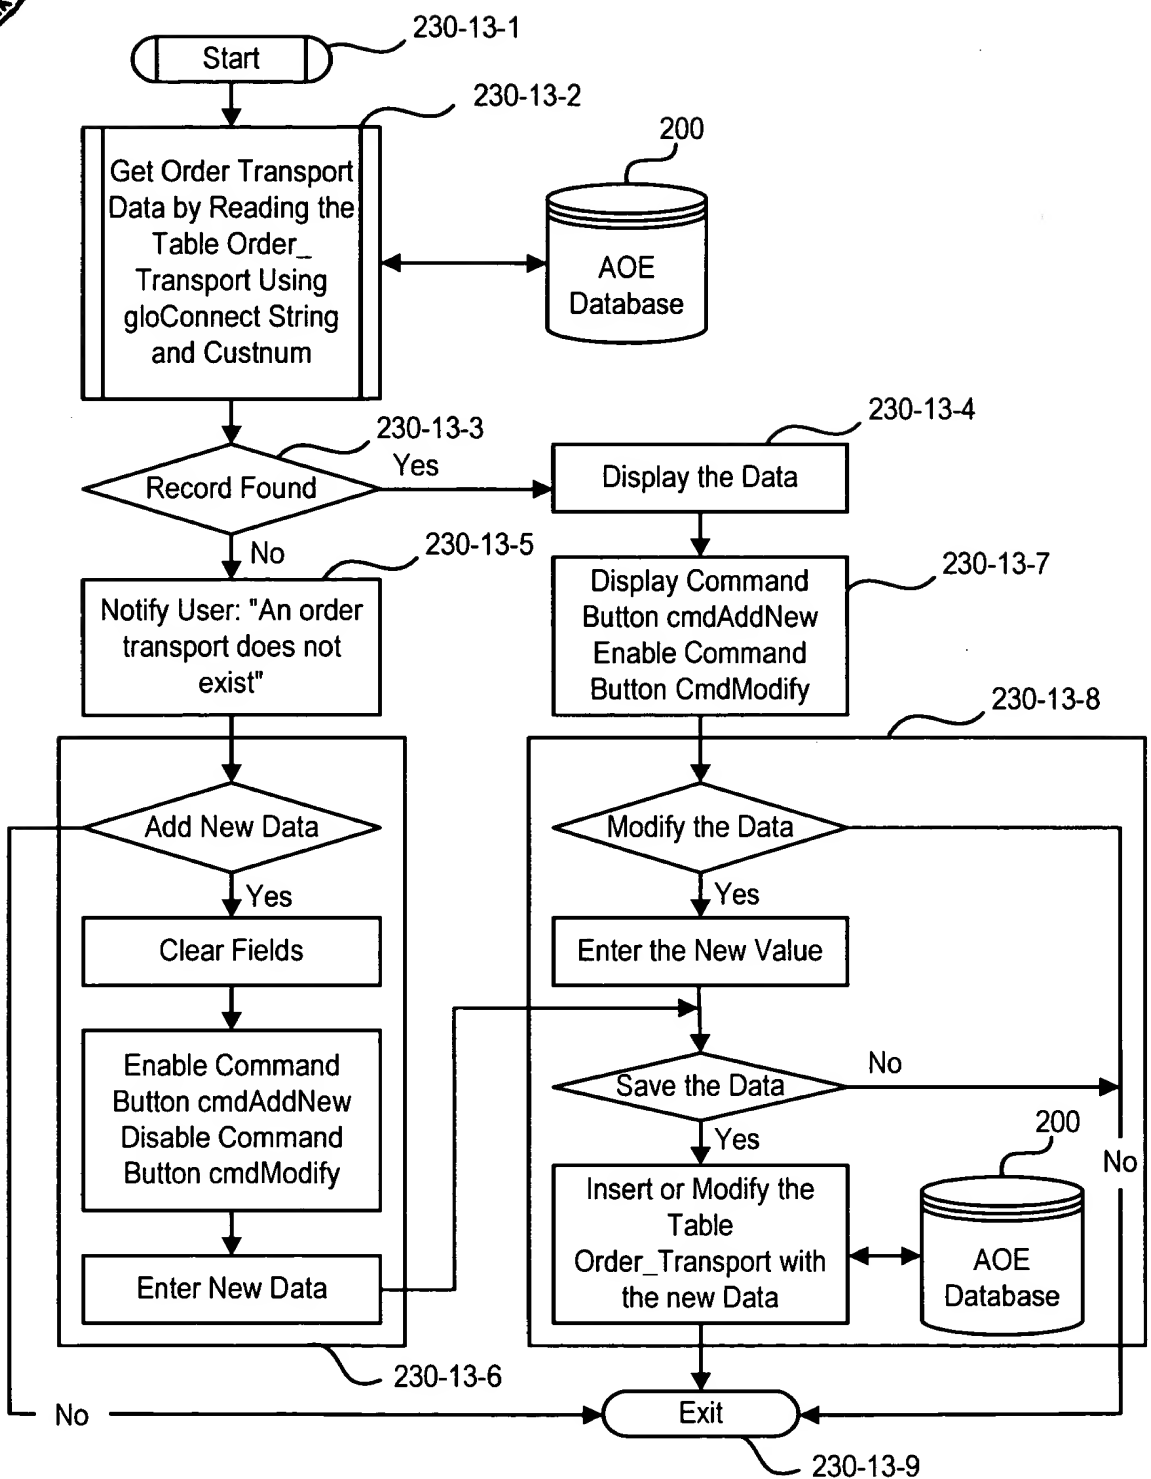 230-13-1
Start
230-13-2
Get Order Transport
Data by Reading the
Table Order_
Transport Using
gloConnect String
and Custnum
200
AOE
Database
230-13-3
Record Found
Yes
230-13-4
Display the Data
No
230-13-5
Notify User: "An order
transport does not
exist"
Display Command
Button cmdAddNew
Enable Command
Button CmdModify
230-13-7
230-13-8
Add New Data
Yes
Clear Fields
Enable Command
Button cmdAddNew
Disable Command
Button cmdModify
Enter New Data
230-13-6
No
Modify the Data
Yes
Enter the New Value
Save the Data
No
Yes
No
Insert or Modify the
Table
Order_Transport with
the new Data
200
AOE
Database
Exit
230-13-9